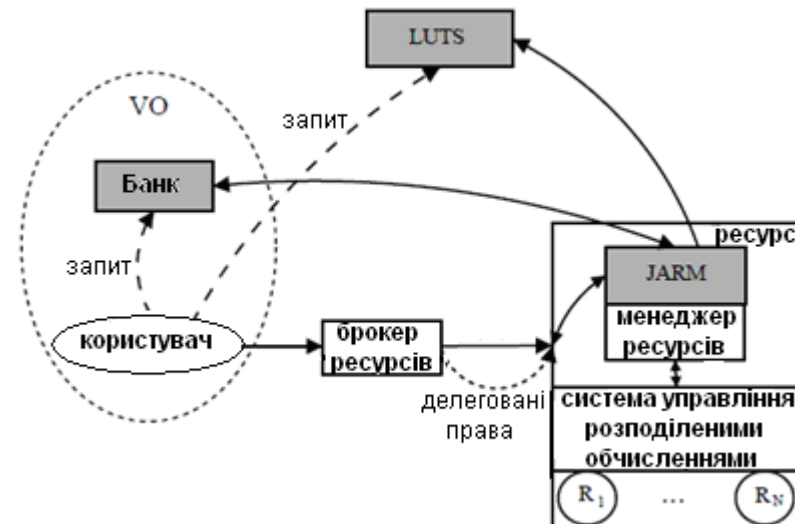 LUTS
VO
запит
Банк
запит
ресурс
JARM
користувач
брокер
ресурсів
менеджер
ресурсів
делеговані
права
система управління
розподіленими
обчисленнями
R1
...
RN